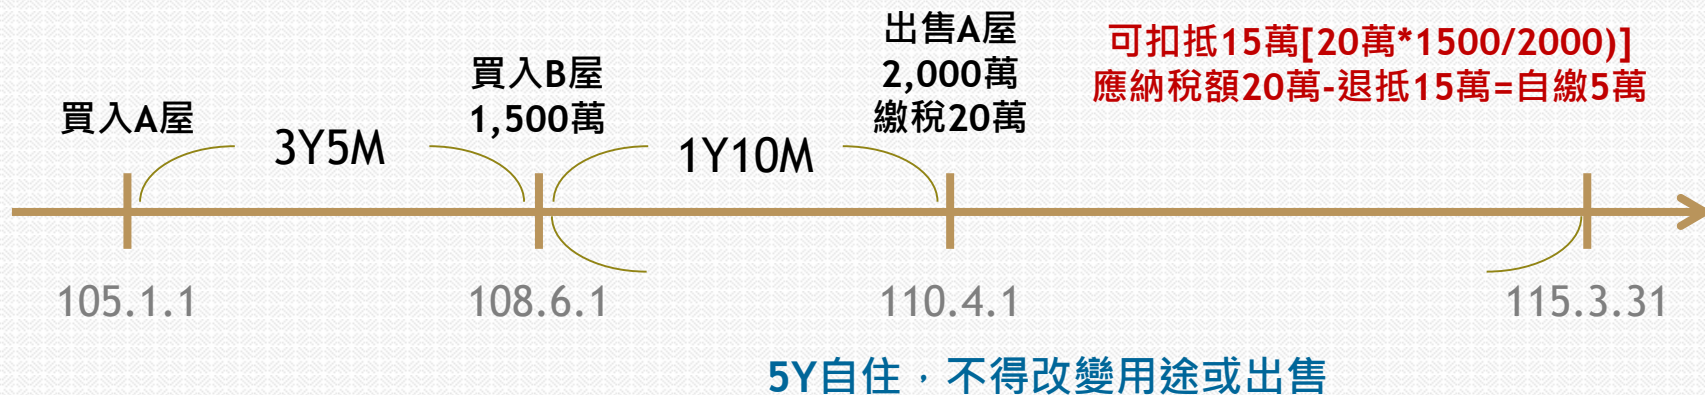 買入A屋
3Y5M
買入B屋
1,500萬
1Y10M
出售A屋
2,000萬
繳稅20萬
可扣抵15萬[20萬*1500/2000)]
應納稅額20萬-退抵15萬=自繳5萬
105.1.1
108.6.1
110.4.1
115.3.31
5Y自住，不得改變用途或出售